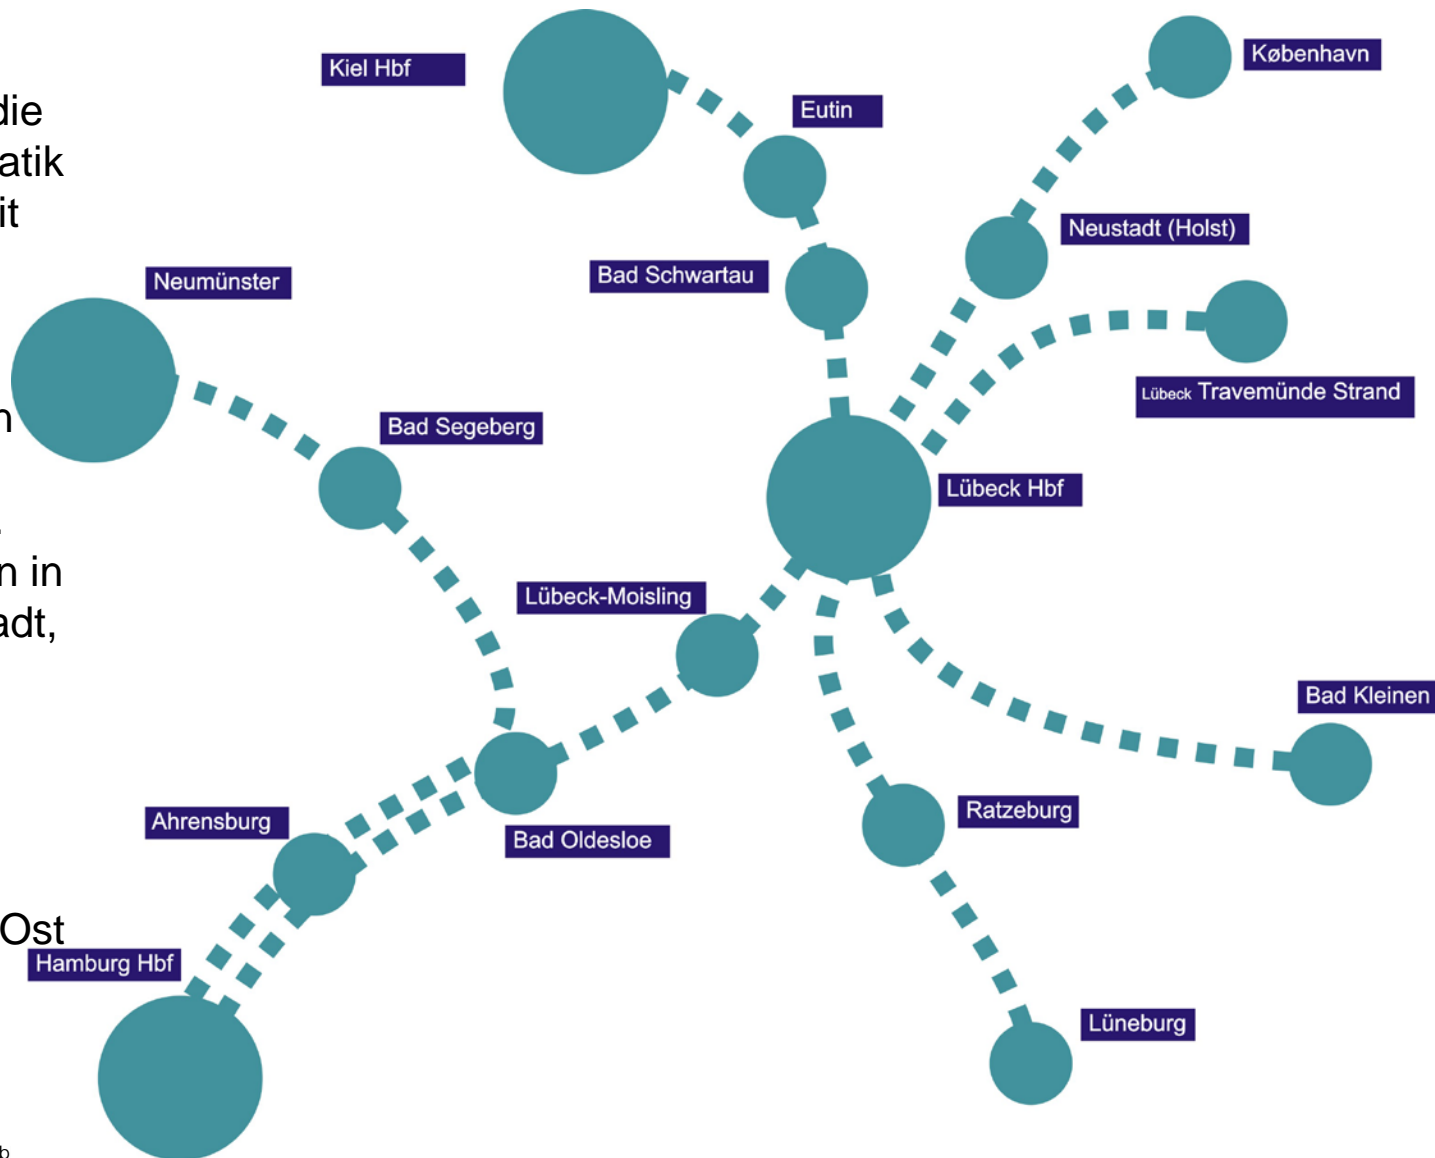 die
atik
it
n
n in
adt,
Ost
b
Kiel Hbf
København
Eutin
Neustadt (Holst)
Bad Schwartau
Neumünster
Lübeck Travemünde Strand
Bad Segeberg
Lübeck Hbf
Lübeck-Moisling
Bad Kleinen
Ratzeburg
Ahrensburg
Bad Oldesloe
Hamburg Hbf
Lüneburg